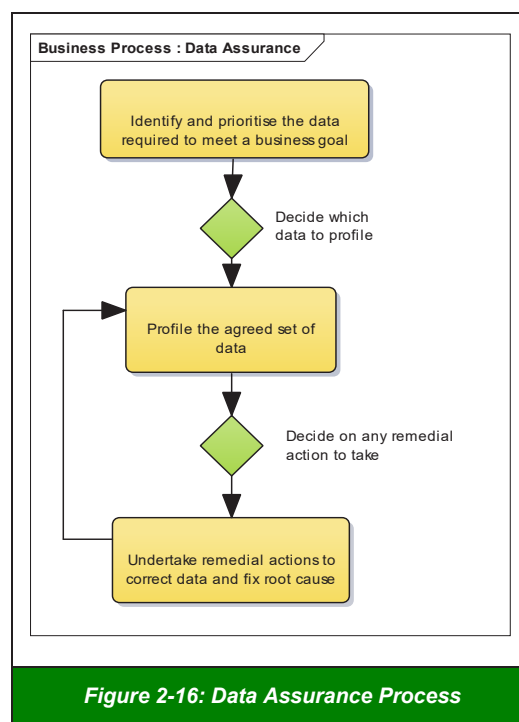 Business Process : Data Assurance
Identify and prioritise the data
required to meet a business goal
Decide which
data to profile
Profile the agreed set of
data
Decide on any remedial
action to take
Undertake remedial actions to
correct data and fix root cause
Figure 2-16: Data Assurance Process